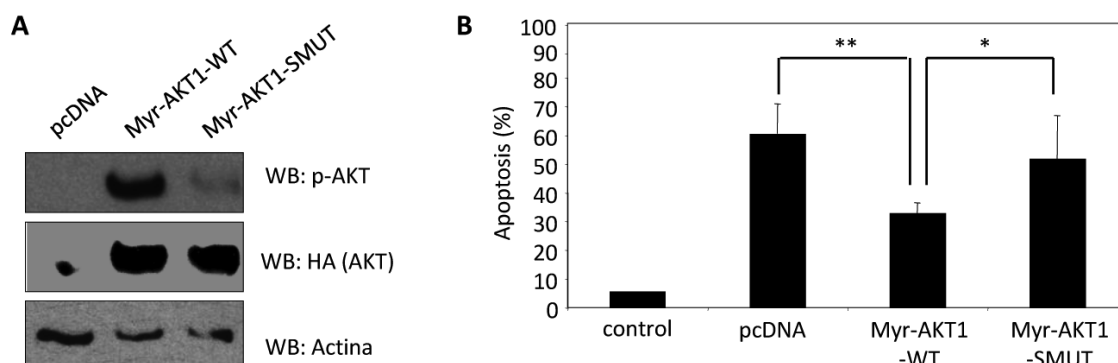 A
pcDNA
Myr-AKT1-WT
Myr-AKT1-SMUT
WB: p-AKT
WB: HA (AKT)
WB: Actina
B
Apoptosis (%)
100
90
80
70
60
50
40
30
20
10
0
**
*
control
pcDNA
Myr-AKT1
-WT
Myr-AKT1
-SMUT